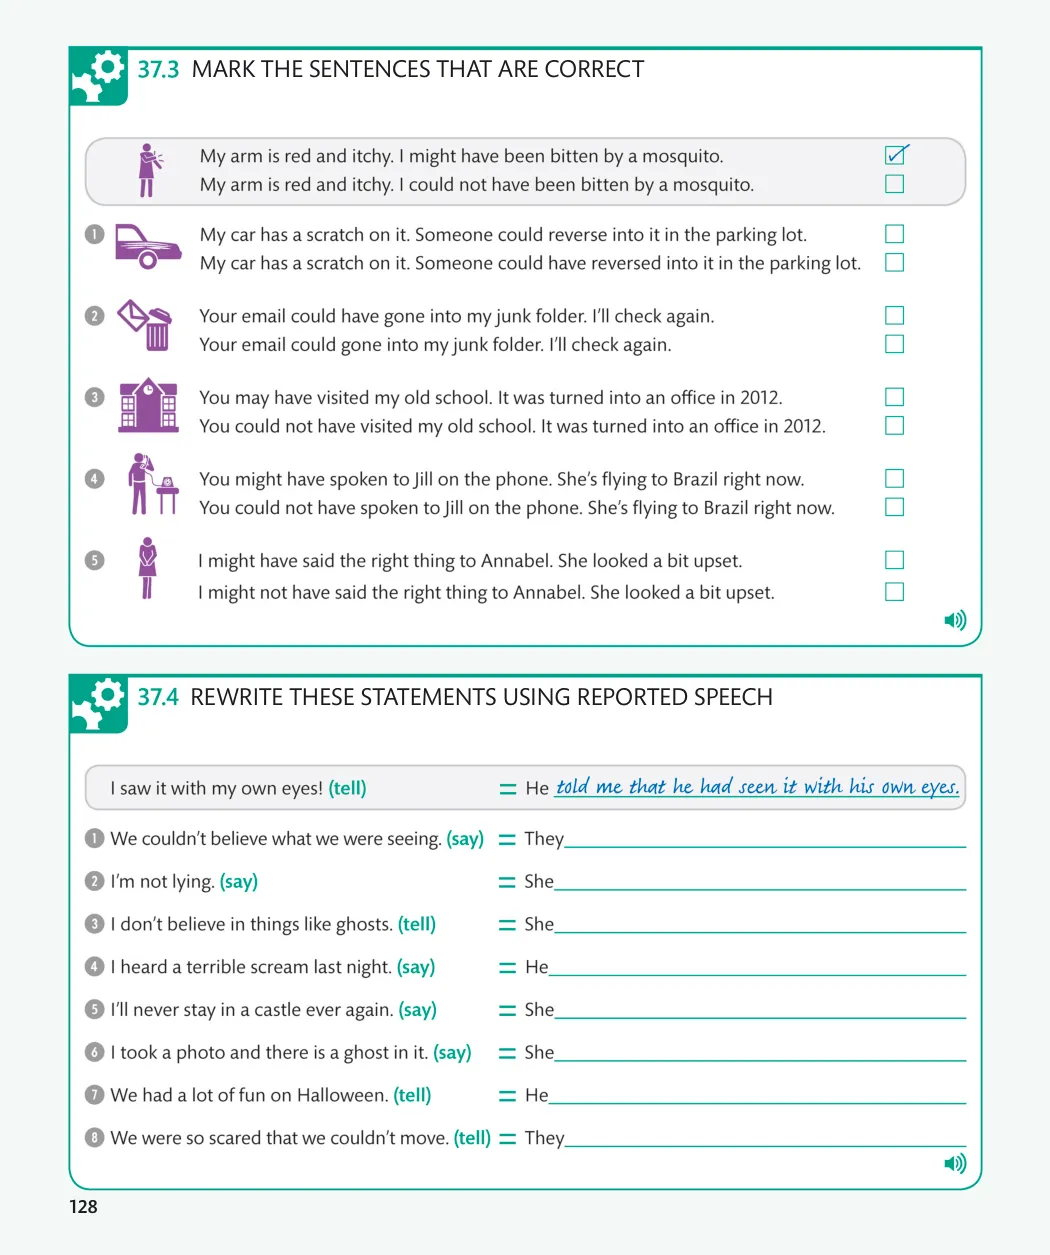 37.3 MARK THE SENTENCES THAT ARE CORRECT
My arm is red and itchy. I might have been bitten by a mosquito.
My arm is red and itchy. I could not have been bitten by a mosquito.
1 My car has a scratch on it. Someone could reverse into it in the parking lot.
My car has a scratch on it. Someone could have reversed into it in the parking lot.
2 Your email could have gone into my junk folder. I'll check again.
Your email could gone into my junk folder. I'll check again.
3 You may have visited my old school. It was turned into an office in 2012.
You could not have visited my old school. It was turned into an office in 2012.
4 You might have spoken to Jill on the phone. She's flying to Brazil right now.
You could not have spoken to Jill on the phone. She's flying to Brazil right now.
5 I might have said the right thing to Annabel. She looked a bit upset.
I might not have said the right thing to Annabel. She looked a bit upset.
37.4 REWRITE THESE STATEMENTS USING REPORTED SPEECH
I saw it with my own eyes! (tell) = He told me that he had seen it with his own eyes.
1 We couldn't believe what we were seeing. (say) = They
2 I'm not lying. (say) = She
3 I don't believe in things like ghosts. (tell) = She
4 I heard a terrible scream last night. (say) = He
5 I'll never stay in a castle ever again. (say) = She
6 I took a photo and there is a ghost in it. (say) = She
7 We had a lot of fun on Halloween. (tell) = He
8 We were so scared that we couldn't move. (tell) = They
128